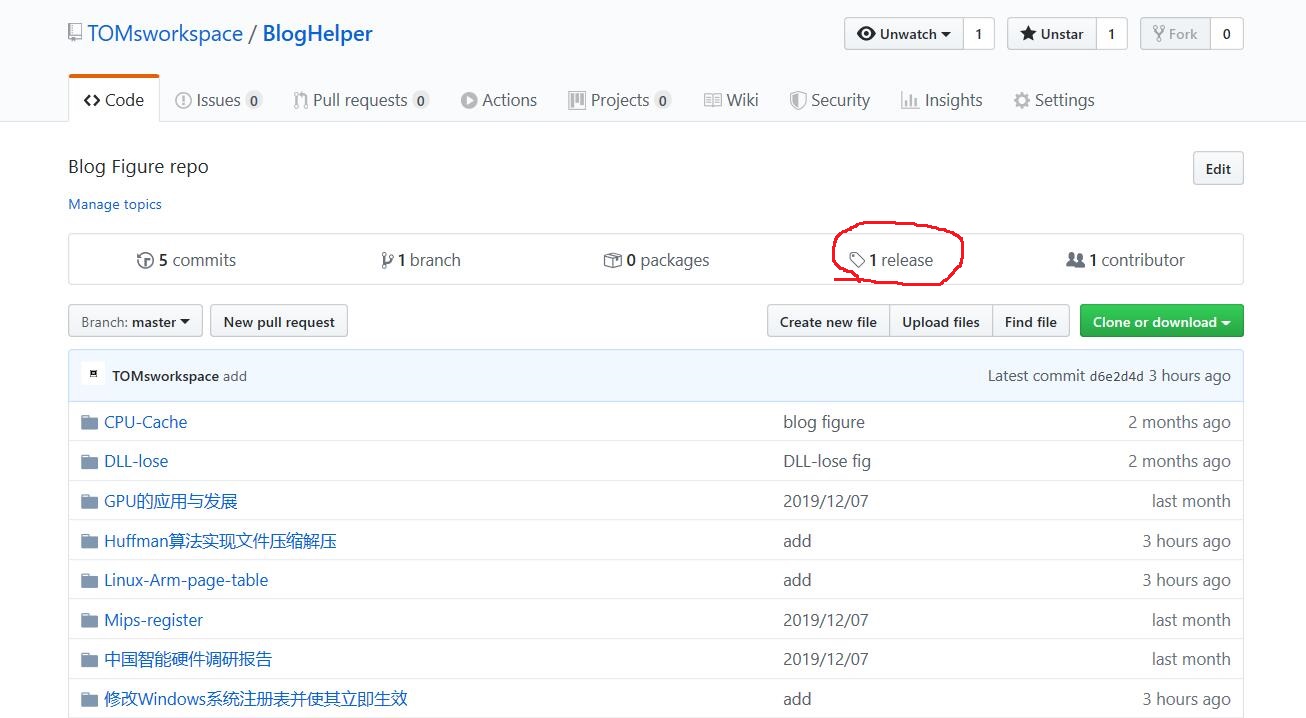 TOMsworkspace / BlogHelper Unwatch 1 Unstar 1 Fork 0
Code Issues 0 Pull requests 0 Actions Projects 0 Wiki Security Insights Settings
Blog Figure repo Edit
Manage topics
5 commits 1 branch 0 packages 1 release 1 contributor
Branch: master New pull request Create new file Upload files Find file Clone or download
TOMsworkspace add Latest commit d6e2d4d 3 hours ago
CPU-Cache blog figure 2 months ago
DLL-lose DLL-lose fig 2 months ago
GPU的应用与发展 2019/12/07 last month
Huffman算法实现文件压缩解压 add 3 hours ago
Linux-Arm-page-table add 3 hours ago
Mips-register 2019/12/07 last month
中国智能硬件调研报告 2019/12/07 last month
修改Windows系统注册表并使其立即生效 add 3 hours ago